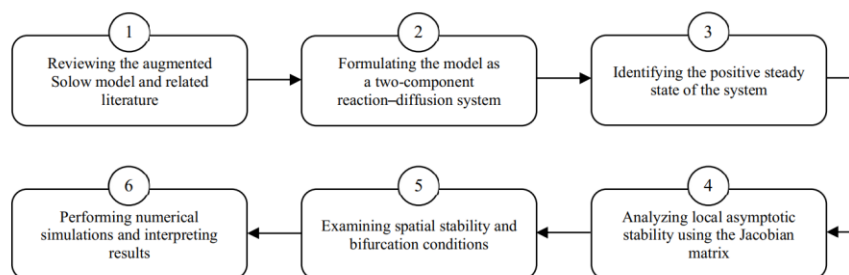 1
Reviewing the augmented
Solow model and related
literature
2
Formulating the model as
a two-component
reaction–diffusion system
3
Identifying the positive steady
state of the system
4
Analyzing local asymptotic
stability using the Jacobian
matrix
5
Examining spatial stability and
bifurcation conditions
6
Performing numerical
simulations and interpreting
results